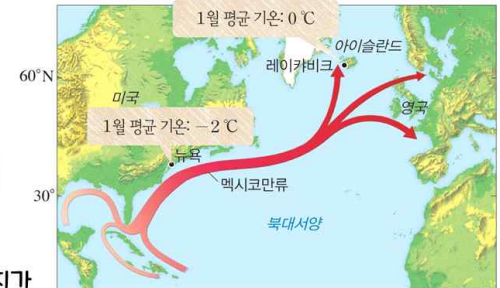 1월 평균 기온: 0 ℃
아이슬란드
레이캬비크
60°N
미국
영국
1월 평균 기온: -2 ℃
뉴욕
멕시코만류
30°
북대서양